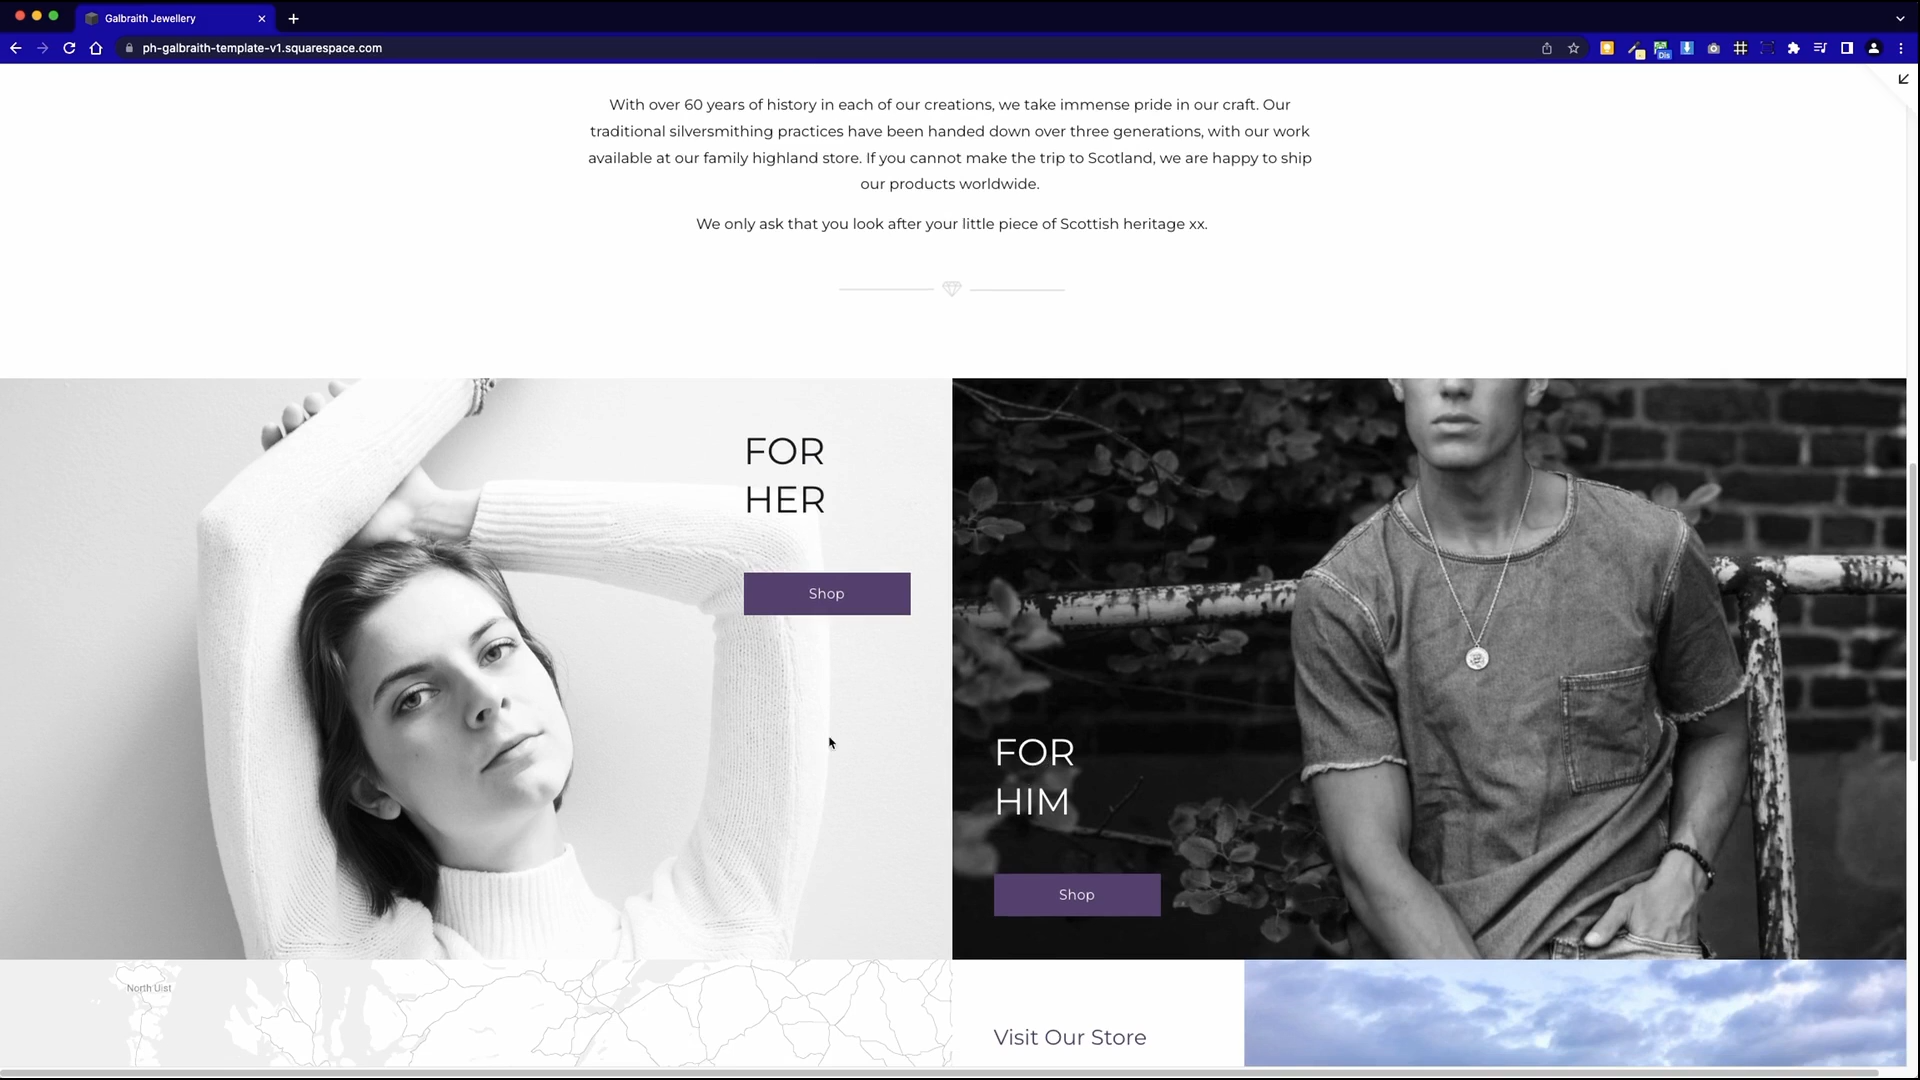 Galbraith Jewellery
ph-galbraith-template-v1.squarespace.com
Dis
With over 60 years of history in each of our creations, we take immense pride in our craft. Our
traditional silversmithing practices have been handed down over three generations, with our work
available at our family highland store. If you cannot make the trip to Scotland, we are happy to ship
our products worldwide.
We only ask that you look after your little piece of Scottish heritage xx.
FOR
HER
Shop
FOR
HIM
Shop
North Uist
Visit Our Store